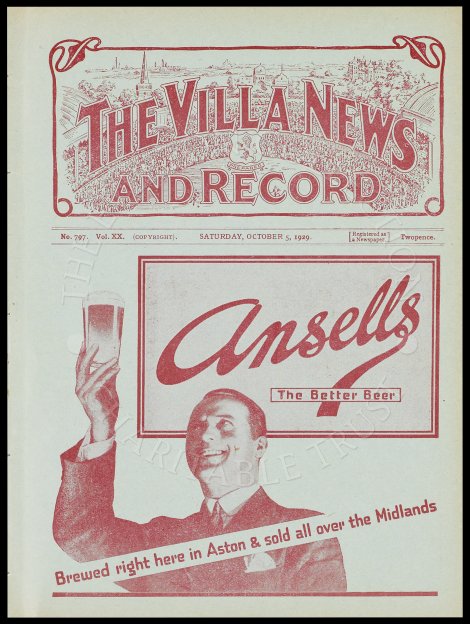 THE VILLA NEWS
AND RECORD
No. 797. Vol. XX. (COPYRIGHT). SATURDAY, OCTOBER 5, 1929. [Registered as a Newspaper] Twopence.
Ansells
The Better Beer
Brewed right here in Aston & sold all over the Midlands